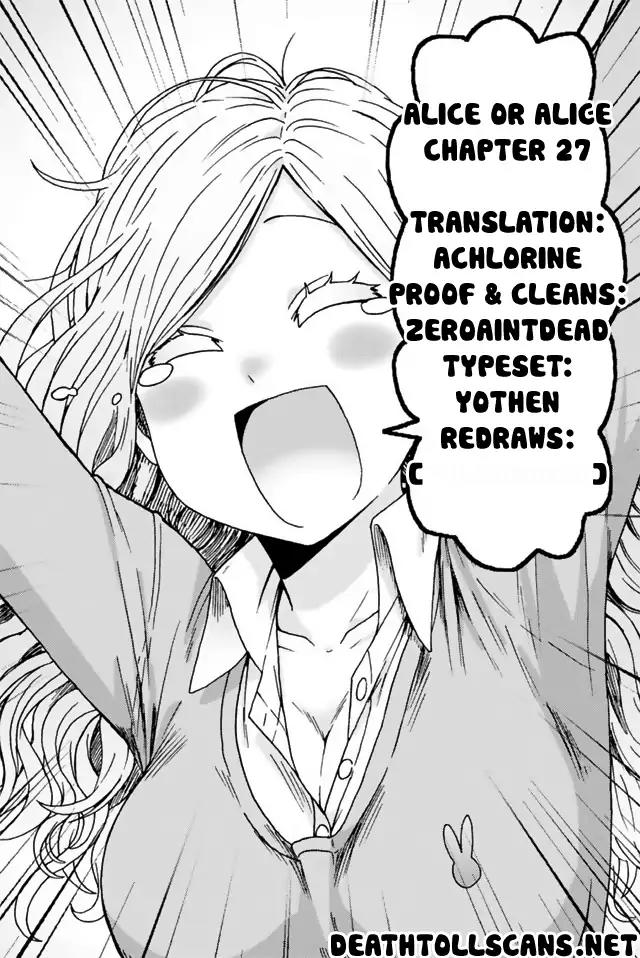 ALICE OR ALICE
CHAPTER 27
TRANSLATION:
ACHLORINE
PROOF & CLEANS:
ZEROAINTDEAD
TYPESET:
YOTHEN
REDRAWS:
DEATHTOLLSCANS.NET